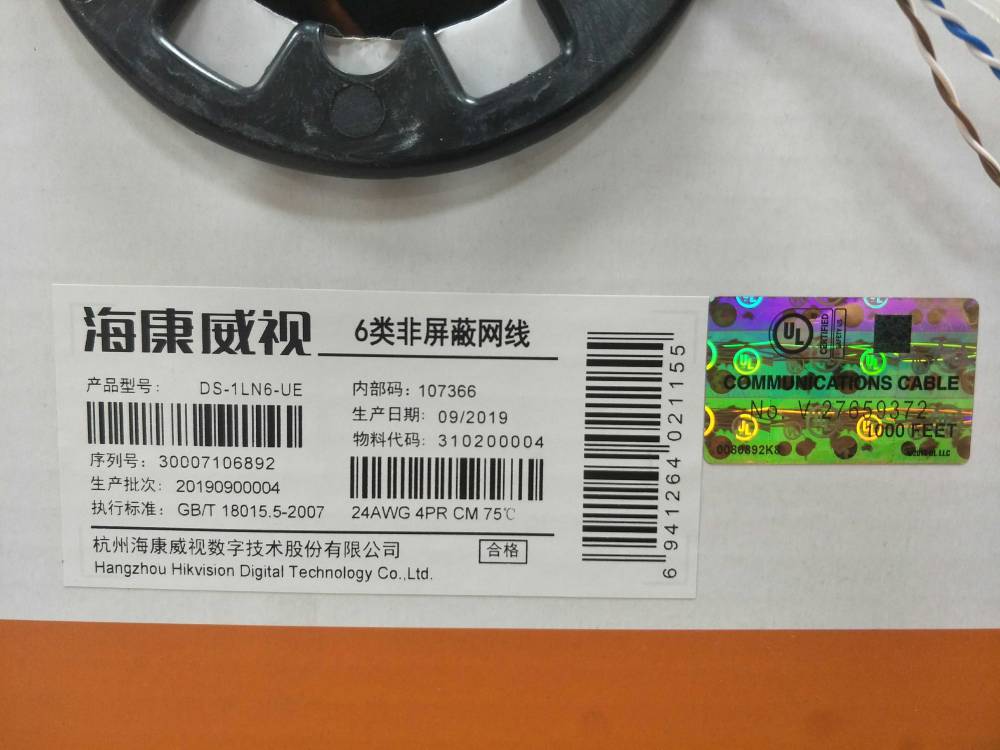 海康威视
6类非屏蔽网线
产品型号: DS-1LN6-UE
内部码: 107366
生产日期: 09/2019
物料代码: 310200004
序列号: 30007106892
生产批次: 20190900004
执行标准: GB/T 18015.5-2007
24AWG 4PR CM 75℃
杭州海康威视数字技术股份有限公司
合格
Hangzhou Hikvision Digital Technology Co.,Ltd.
6 941264 021155
UL
CERTIFIED
COMMUNICATIONS CABLE
No. V-27659372
1000 FEET